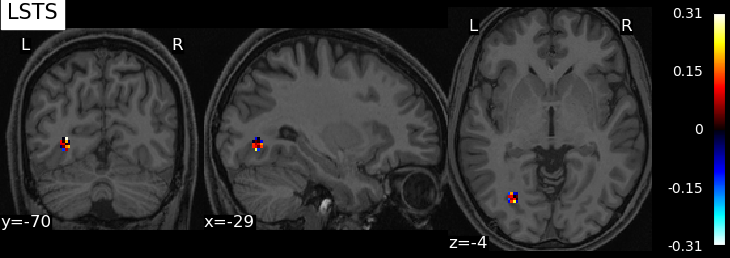 LSTS
L
R
y=-70
x=-29
L
R
z=-4
0.31
0.15
0
-0.15
-0.31